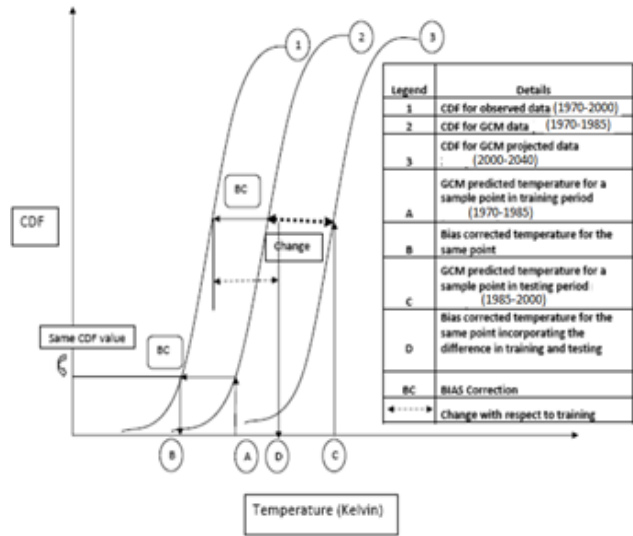 1
2
3
BC
CDF
Change
Same CDF value
BC
B
A
D
C
Temperature (Kelvin)
Legend Details
1 CDF for observed data (1970-2000)
2 CDF for GCM data (1970-1985)
3 CDF for GCM projected data
(2000-2040)
A GCM predicted temperature for a
sample point in training period
(1970-1985)
B Bias corrected temperature for the
same point
C GCM predicted temperature for a
sample point in testing period
(1985-2000)
D Bias corrected temperature for the
same point incorporating the
difference in training and testing
BC BIAS Correction
Change with respect to training